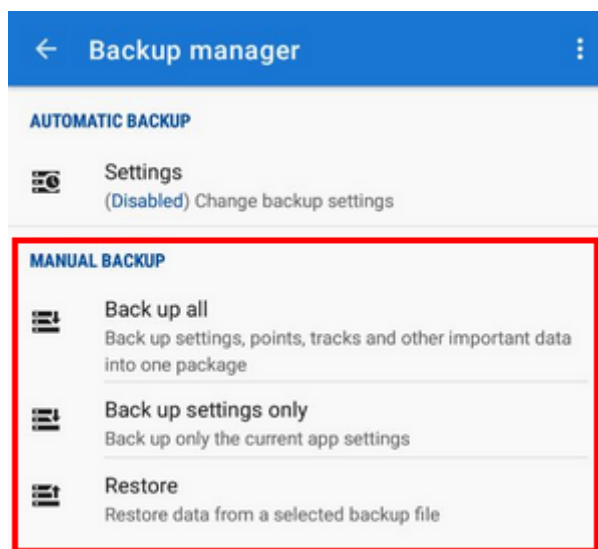 Backup manager
AUTOMATIC BACKUP
Settings
(Disabled) Change backup settings
MANUAL BACKUP
Back up all
Back up settings, points, tracks and other important data
into one package
Back up settings only
Back up only the current app settings
Restore
Restore data from a selected backup file